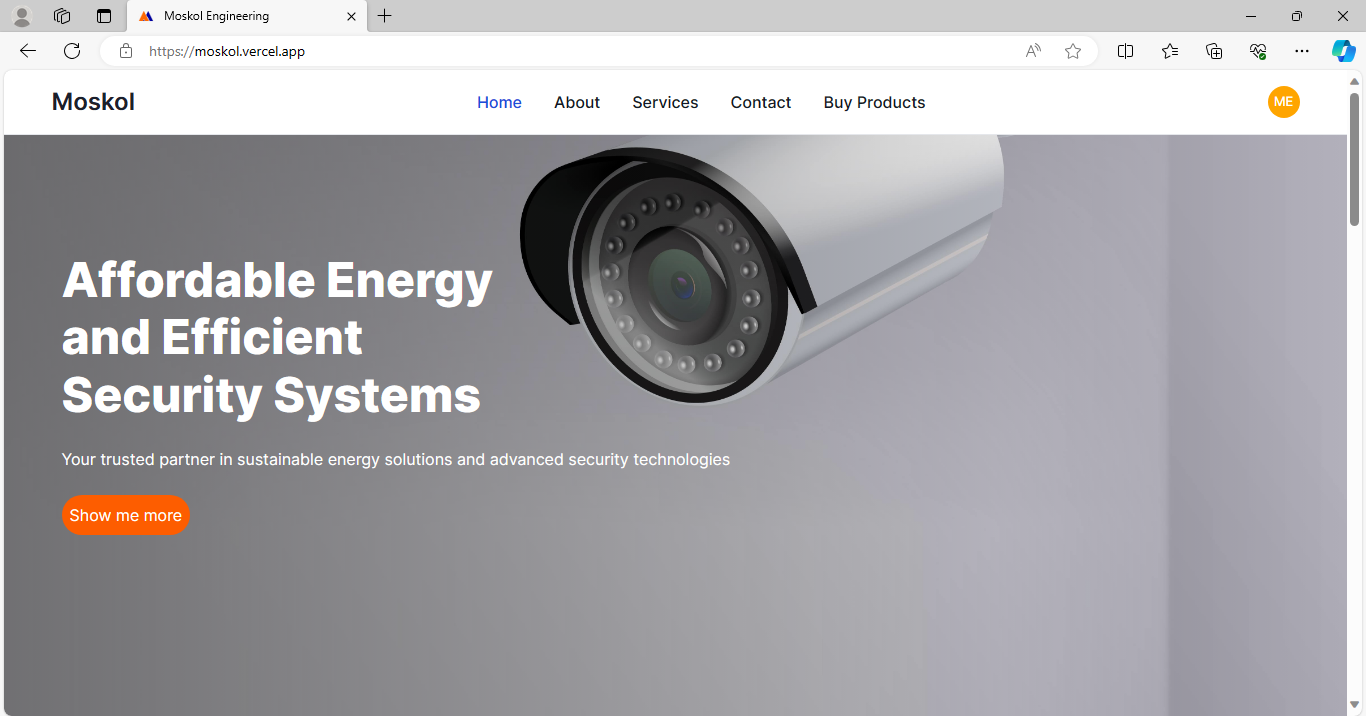 Moskol Engineering
https://moskol.vercel.app
Moskol
Home About Services Contact Buy Products
ME
Affordable Energy
and Efficient
Security Systems
Your trusted partner in sustainable energy solutions and advanced security technologies
Show me more